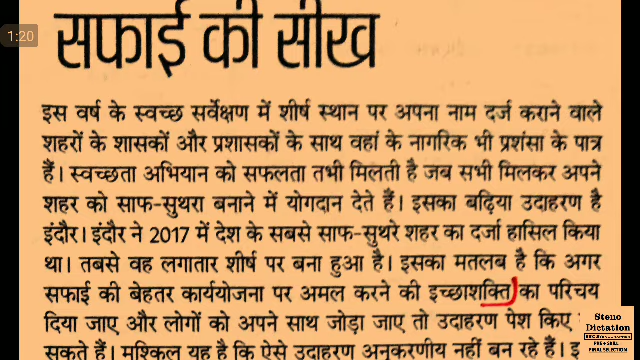 1:20
सफाई की सीख
इस वर्ष के स्वच्छ सर्वेक्षण में शीर्ष स्थान पर अपना नाम दर्ज कराने वाले
शहरों के शासकों और प्रशासकों के साथ वहां के नागरिक भी प्रशंसा के पात्र
हैं। स्वच्छता अभियान को सफलता तभी मिलती है जब सभी मिलकर अपने
शहर को साफ-सुथरा बनाने में योगदान देते हैं। इसका बढ़िया उदाहरण है
इंदौर। इंदौर ने 2017 में देश के सबसे साफ-सुथरे शहर का दर्जा हासिल किया
था। तबसे वह लगातार शीर्ष पर बना हुआ है। इसका मतलब है कि अगर
सफाई की बेहतर कार्ययोजना पर अमल करने की इच्छाशक्ति का परिचय
दिया जाए और लोगों को अपने साथ जोड़ा जाए तो उदाहरण पेश किए
सकते हैं। मुश्किल यह है कि ऐसे उदाहरण अनुकरणीय नहीं बन रहे हैं।
Steno
Dictation